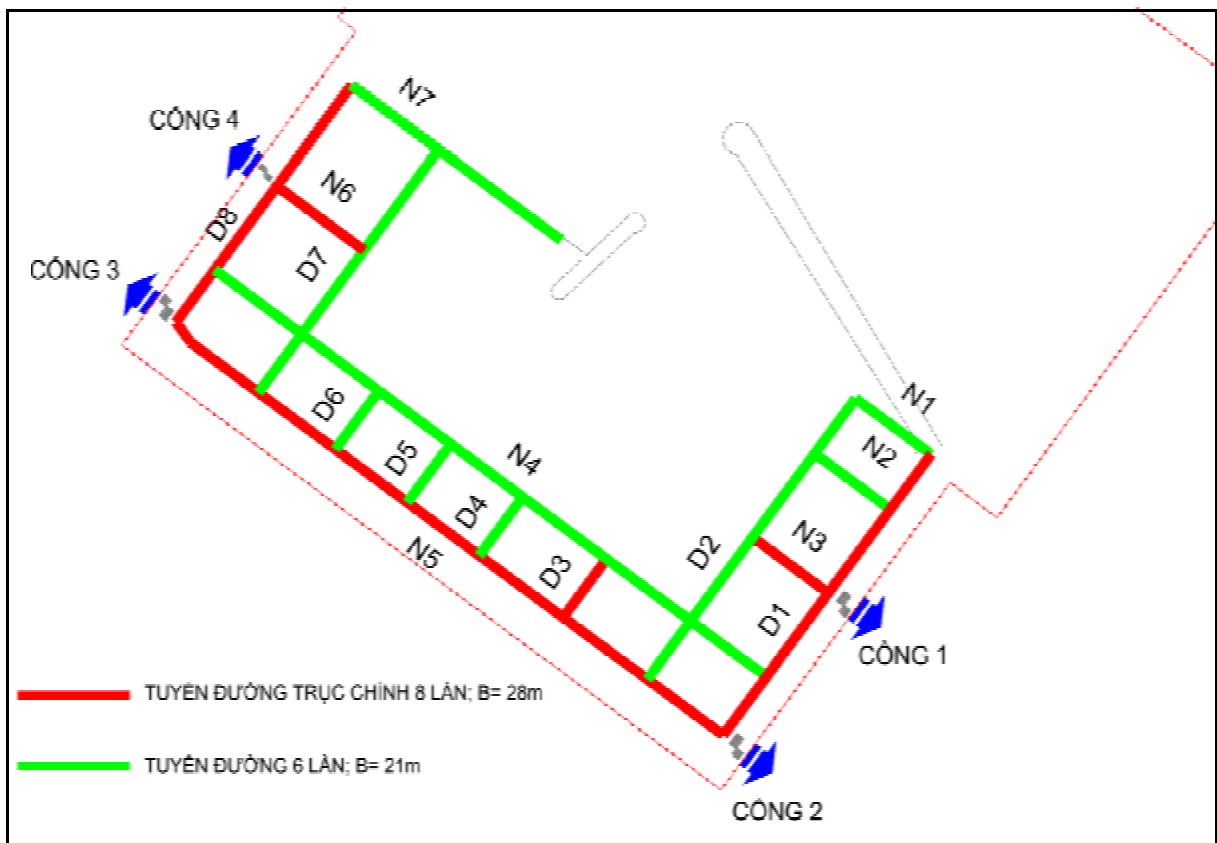 N7
CỔNG 4
N6
D8
D7
CỔNG 3
N1
N2
D6
N4
D5
D4
N3
D2
N5
D3
D1
CỔNG 1
TUYẾN ĐƯỜNG TRỤC CHÍNH 8 LÀN; B= 28m
TUYẾN ĐƯỜNG 6 LÀN; B= 21m
CỔNG 2